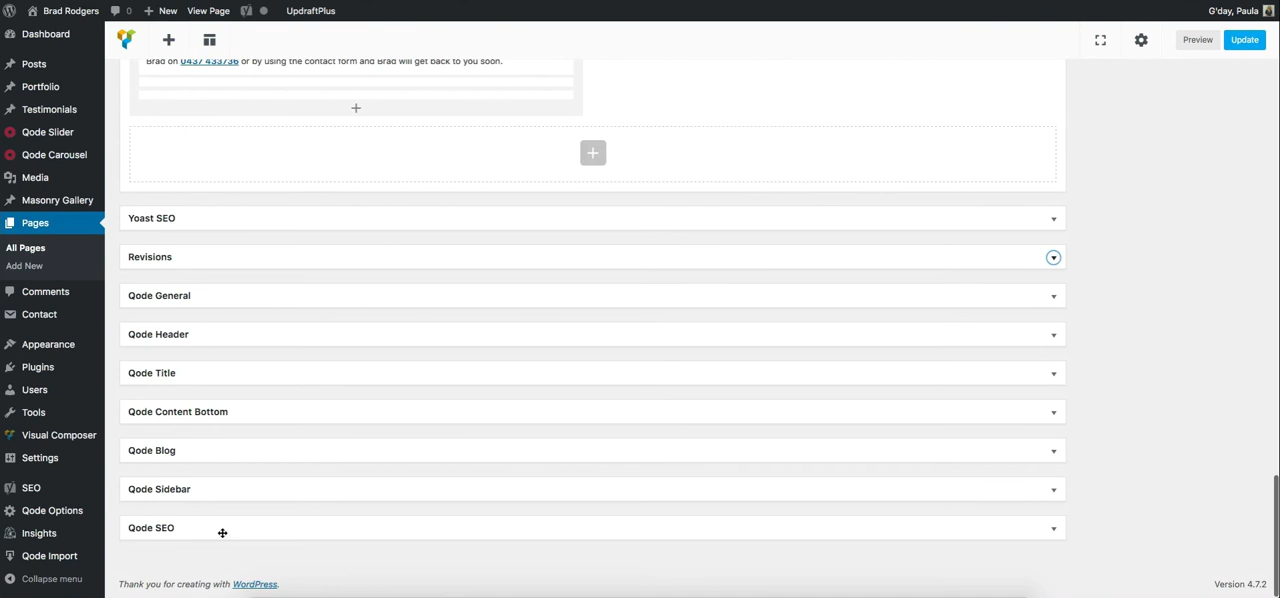 Brad Rodgers
0
New
View Page
UpdraftPlus
G'day, Paula
Dashboard
Posts
Portfolio
Testimonials
Qode Slider
Qode Carousel
Media
Masonry Gallery
Pages
All Pages
Add New
Comments
Contact
Appearance
Plugins
Users
Tools
Visual Composer
Settings
SEO
Qode Options
Insights
Qode Import
Collapse menu
Preview
Update
Brad on 0437 433736 or by using the contact form and Brad will get back to you soon.
Yoast SEO
Revisions
Qode General
Qode Header
Qode Title
Qode Content Bottom
Qode Blog
Qode Sidebar
Qode SEO
Thank you for creating with WordPress.
Version 4.7.2